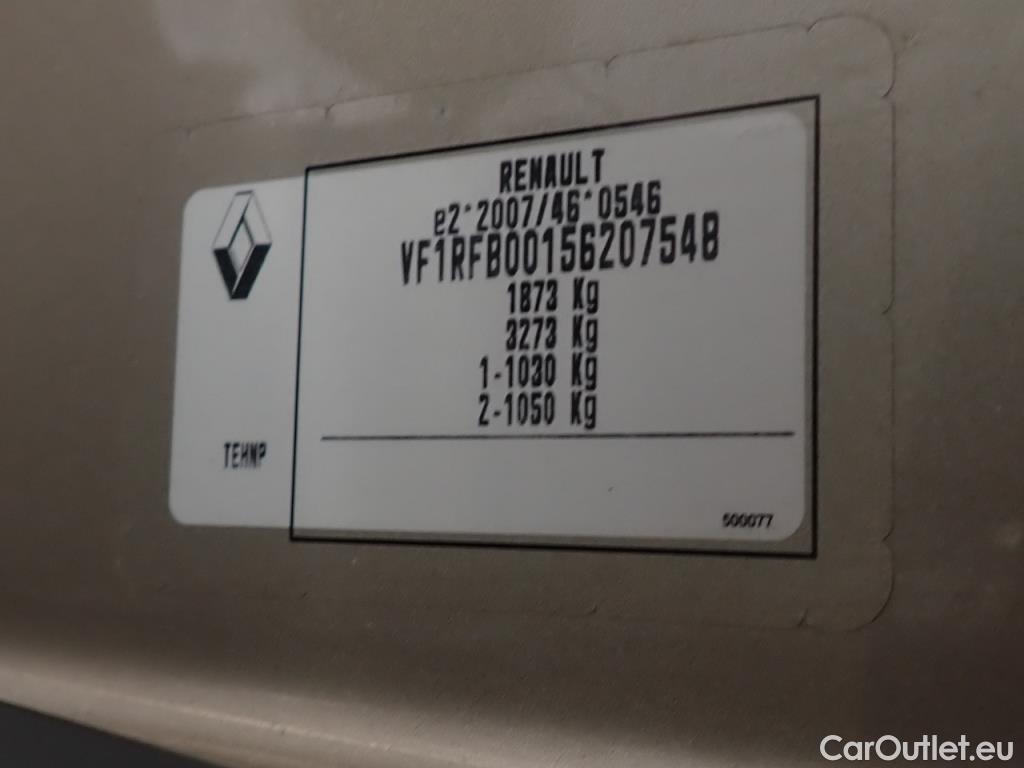 RENAULT
e2*2007/46*0546
VF1RFB00156207548
1873 Kg
3273 Kg
1-1030 Kg
2-1050 Kg
TEHNP
500077
CarOutlet.eu